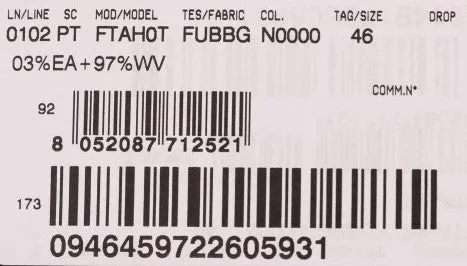 LN/LINE SC MOD/MODEL TES/FABRIC COL. TAG/SIZE DROP
0102 PT FTAH0T FUBBG N0000 46
03%EA+97%WV
COMM.N°
92
8 052087 712521
173
0946459722605931